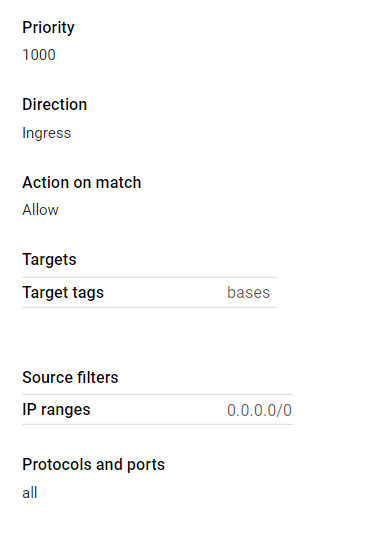 Priority
1000
Direction
Ingress
Action on match
Allow
Targets
Target tags bases
Source filters
IP ranges 0.0.0.0/0
Protocols and ports
all